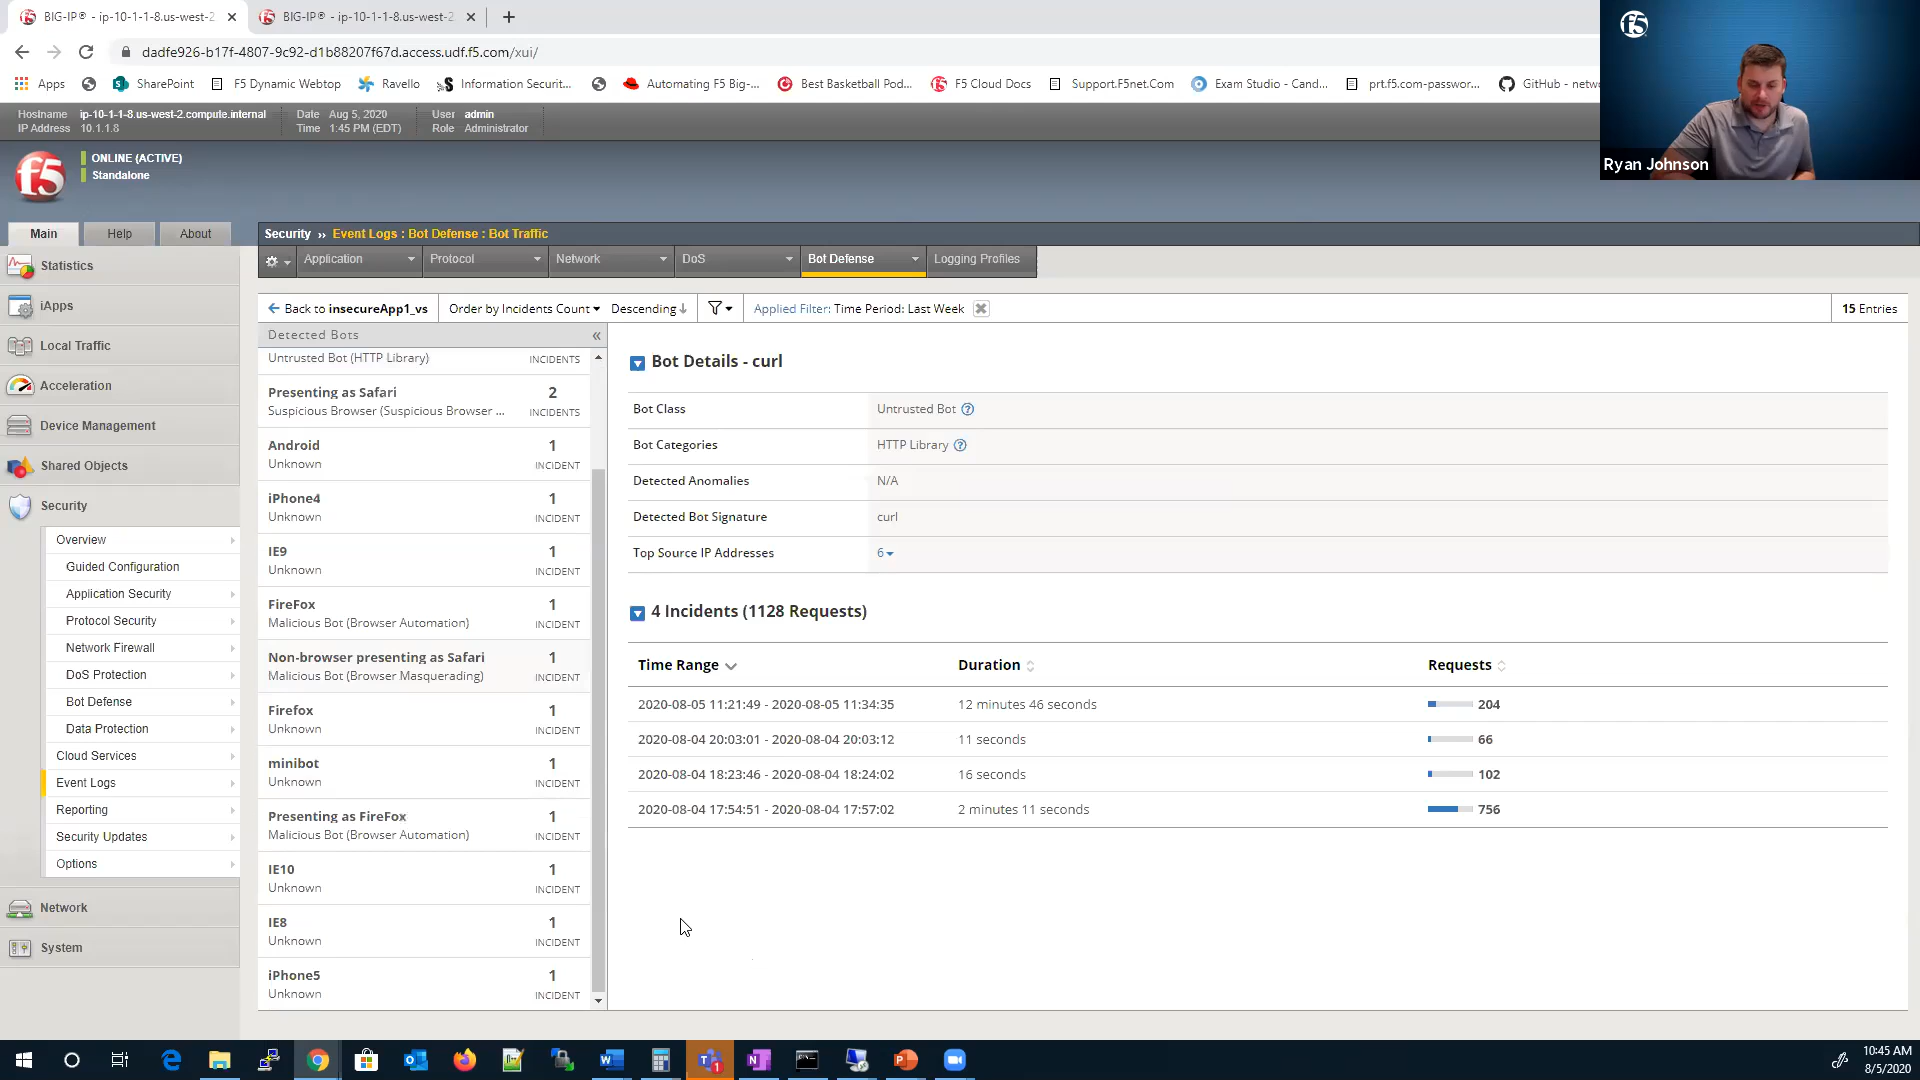 BIG-IP® - ip-10-1-1-8.us-west-2
BIG-IP® - ip-10-1-1-8.us-west-2
dadfe926-b17f-4807-9c92-d1b88207f67d.access.udf.f5.com/xui/
Apps
SharePoint
F5 Dynamic Webtop
Ravello
Information Securit...
Automating F5 Big-...
Best Basketball Pod...
F5 Cloud Docs
Support.F5net.Com
Exam Studio - Cand...
prt.f5.com-passwor...
GitHub - netw
f5
Ryan Johnson
Hostname ip-10-1-1-8.us-west-2.compute.internal
IP Address 10.1.1.8
Date Aug 5, 2020
Time 1:45 PM (EDT)
User admin
Role Administrator
f5
ONLINE (ACTIVE)
Standalone
Main
Help
About
Security ›› Event Logs : Bot Defense : Bot Traffic
Application
Protocol
Network
DoS
Bot Defense
Logging Profiles
Statistics
iApps
Local Traffic
Acceleration
Device Management
Shared Objects
Security
Overview
Guided Configuration
Application Security
Protocol Security
Network Firewall
DoS Protection
Bot Defense
Data Protection
Cloud Services
Event Logs
Reporting
Security Updates
Options
Network
System
Back to insecureApp1_vs
Order by Incidents Count
Descending
Applied Filter: Time Period: Last Week
15 Entries
Detected Bots
«
Untrusted Bot (HTTP Library) INCIDENTS
Presenting as Safari 2
Suspicious Browser (Suspicious Browser ... INCIDENTS
Android 1
Unknown INCIDENT
iPhone4 1
Unknown INCIDENT
IE9 1
Unknown INCIDENT
FireFox 1
Malicious Bot (Browser Automation) INCIDENT
Non-browser presenting as Safari 1
Malicious Bot (Browser Masquerading) INCIDENT
Firefox 1
Unknown INCIDENT
minibot 1
Unknown INCIDENT
Presenting as FireFox 1
Malicious Bot (Browser Automation) INCIDENT
IE10 1
Unknown INCIDENT
IE8 1
Unknown INCIDENT
iPhone5 1
Unknown INCIDENT
Bot Details - curl
Bot Class Untrusted Bot ?
Bot Categories HTTP Library ?
Detected Anomalies N/A
Detected Bot Signature curl
Top Source IP Addresses 6
4 Incidents (1128 Requests)
Time Range Duration Requests
2020-08-05 11:21:49 - 2020-08-05 11:34:35 12 minutes 46 seconds 204
2020-08-04 20:03:01 - 2020-08-04 20:03:12 11 seconds 66
2020-08-04 18:23:46 - 2020-08-04 18:24:02 16 seconds 102
2020-08-04 17:54:51 - 2020-08-04 17:57:02 2 minutes 11 seconds 756
10:45 AM
8/5/2020